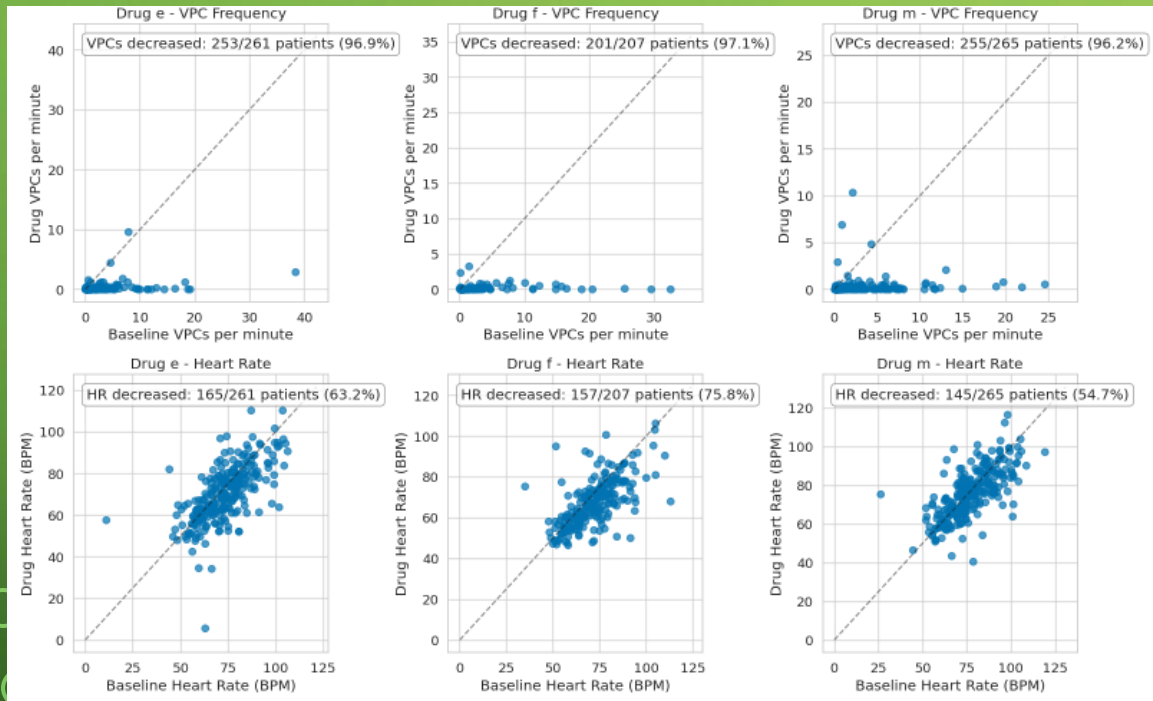 Drug e - VPC Frequency
VPCs decreased: 253/261 patients (96.9%)
Drug VPCs per minute
40
30
20
10
0
0 10 20 30 40
Baseline VPCs per minute
Drug f - VPC Frequency
VPCs decreased: 201/207 patients (97.1%)
Drug VPCs per minute
35
30
25
20
15
10
5
0
0 10 20 30
Baseline VPCs per minute
Drug m - VPC Frequency
VPCs decreased: 255/265 patients (96.2%)
Drug VPCs per minute
25
20
15
10
5
0
0 5 10 15 20 25
Baseline VPCs per minute
Drug e - Heart Rate
HR decreased: 165/261 patients (63.2%)
Drug Heart Rate (BPM)
120
100
80
60
40
20
0
0 25 50 75 100 125
Baseline Heart Rate (BPM)
Drug f - Heart Rate
HR decreased: 157/207 patients (75.8%)
Drug Heart Rate (BPM)
120
100
80
60
40
20
0
0 25 50 75 100 125
Baseline Heart Rate (BPM)
Drug m - Heart Rate
HR decreased: 145/265 patients (54.7%)
Drug Heart Rate (BPM)
120
100
80
60
40
20
0
0 25 50 75 100 125
Baseline Heart Rate (BPM)